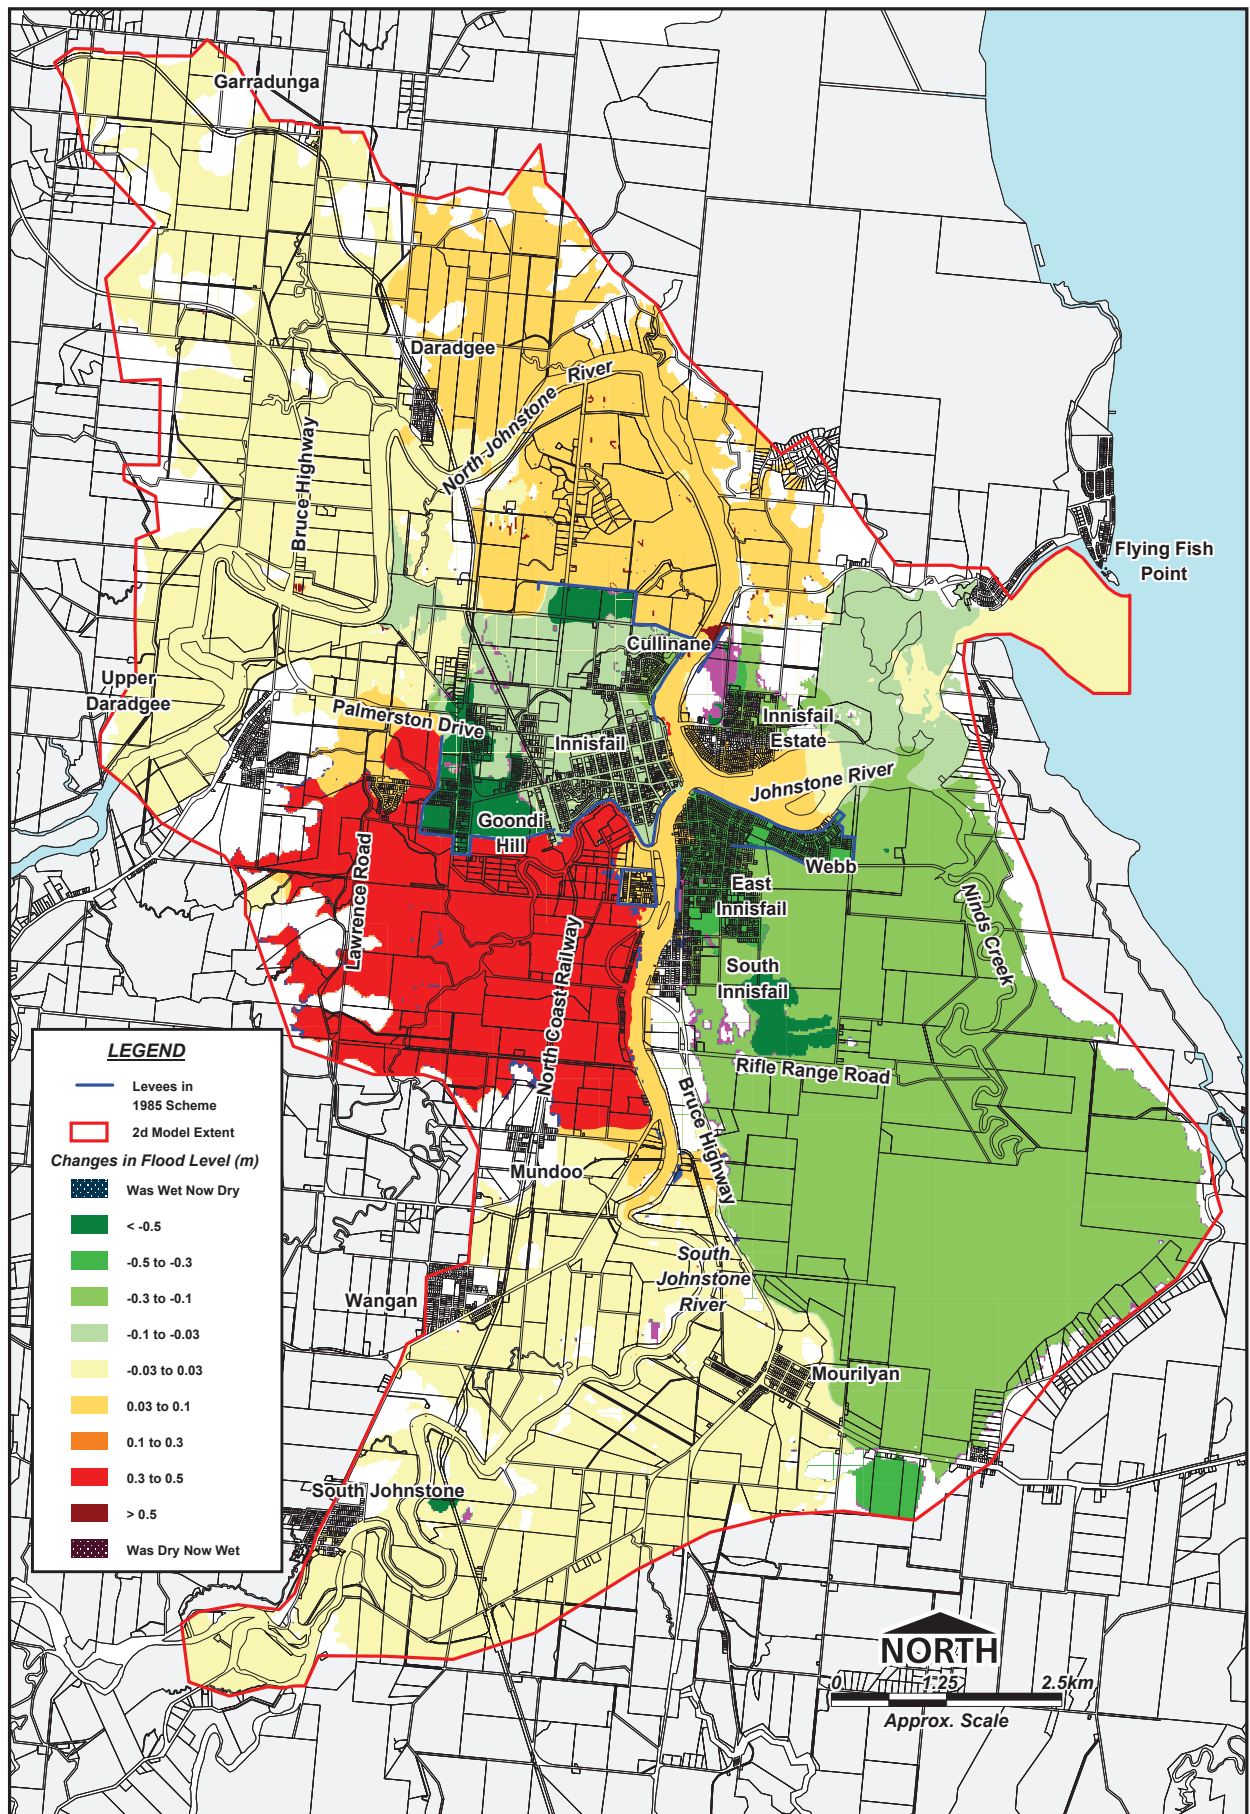 Garradunga
Daradgee
North Johnstone River
Bruce Highway
Flying Fish
Point
Cullinane
Upper
Daradgee
Palmerston Drive
Innisfail
Innisfail
Estate
Johnstone River
Goondi
Hill
Webb
Lawrence Road
East
Innisfail
Ninds Creek
North Coast Railway
South
Innisfail
Rifle Range Road
Bruce Highway
Mundoo
South
Johnstone
River
Wangan
Mourilyan
South Johnstone
LEGEND
Levees in
1985 Scheme
2d Model Extent
Changes in Flood Level (m)
Was Wet Now Dry
< -0.5
-0.5 to -0.3
-0.3 to -0.1
-0.1 to -0.03
-0.03 to 0.03
0.03 to 0.1
0.1 to 0.3
0.3 to 0.5
> 0.5
Was Dry Now Wet
NORTH
0 1.25 2.5km
Approx. Scale